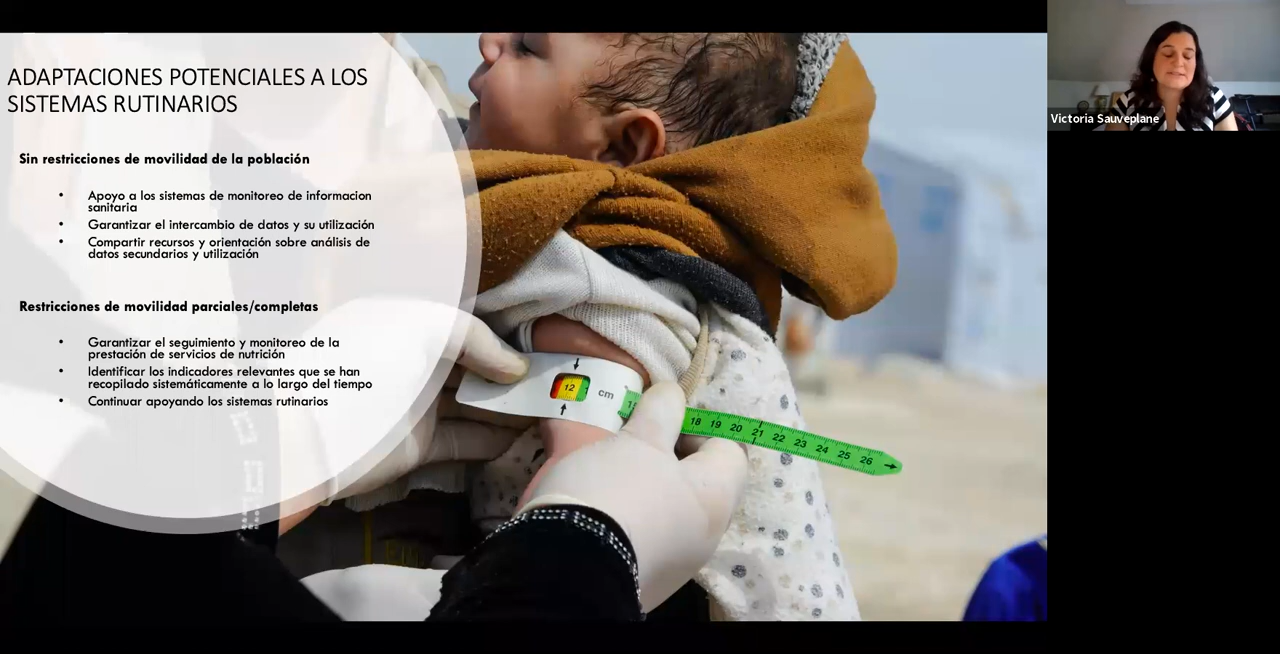 ADAPTACIONES POTENCIALES A LOS
SISTEMAS RUTINARIOS
Sin restricciones de movilidad de la población
• Apoyo a los sistemas de monitoreo de informacion
sanitaria
• Garantizar el intercambio de datos y su utilización
• Compartir recursos y orientación sobre análisis de
datos secundarios y utilización
Restricciones de movilidad parciales/completas
• Garantizar el seguimiento y monitoreo de la
prestación de servicios de nutrición
• Identificar los indicadores relevantes que se han
recopilado sistemáticamente a lo largo del tiempo
• Continuar apoyando los sistemas rutinarios
12 cm
18 19 20 21 22 23 24 25 26
Victoria Sauveplane